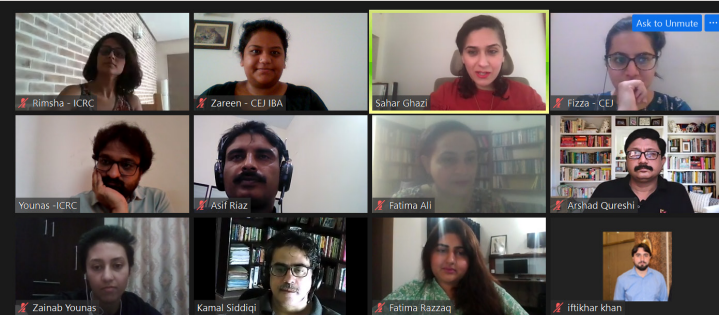 Ask to Unmute
...
Rimsha - ICRC
Zareen - CEJ IBA
Sahar Ghazi
Fizza - CEJ
Younas -ICRC
Asif Riaz
Fatima Ali
Arshad Qureshi
Zainab Younas
Kamal Siddiqi
Fatima Razzaq
iftikhar khan